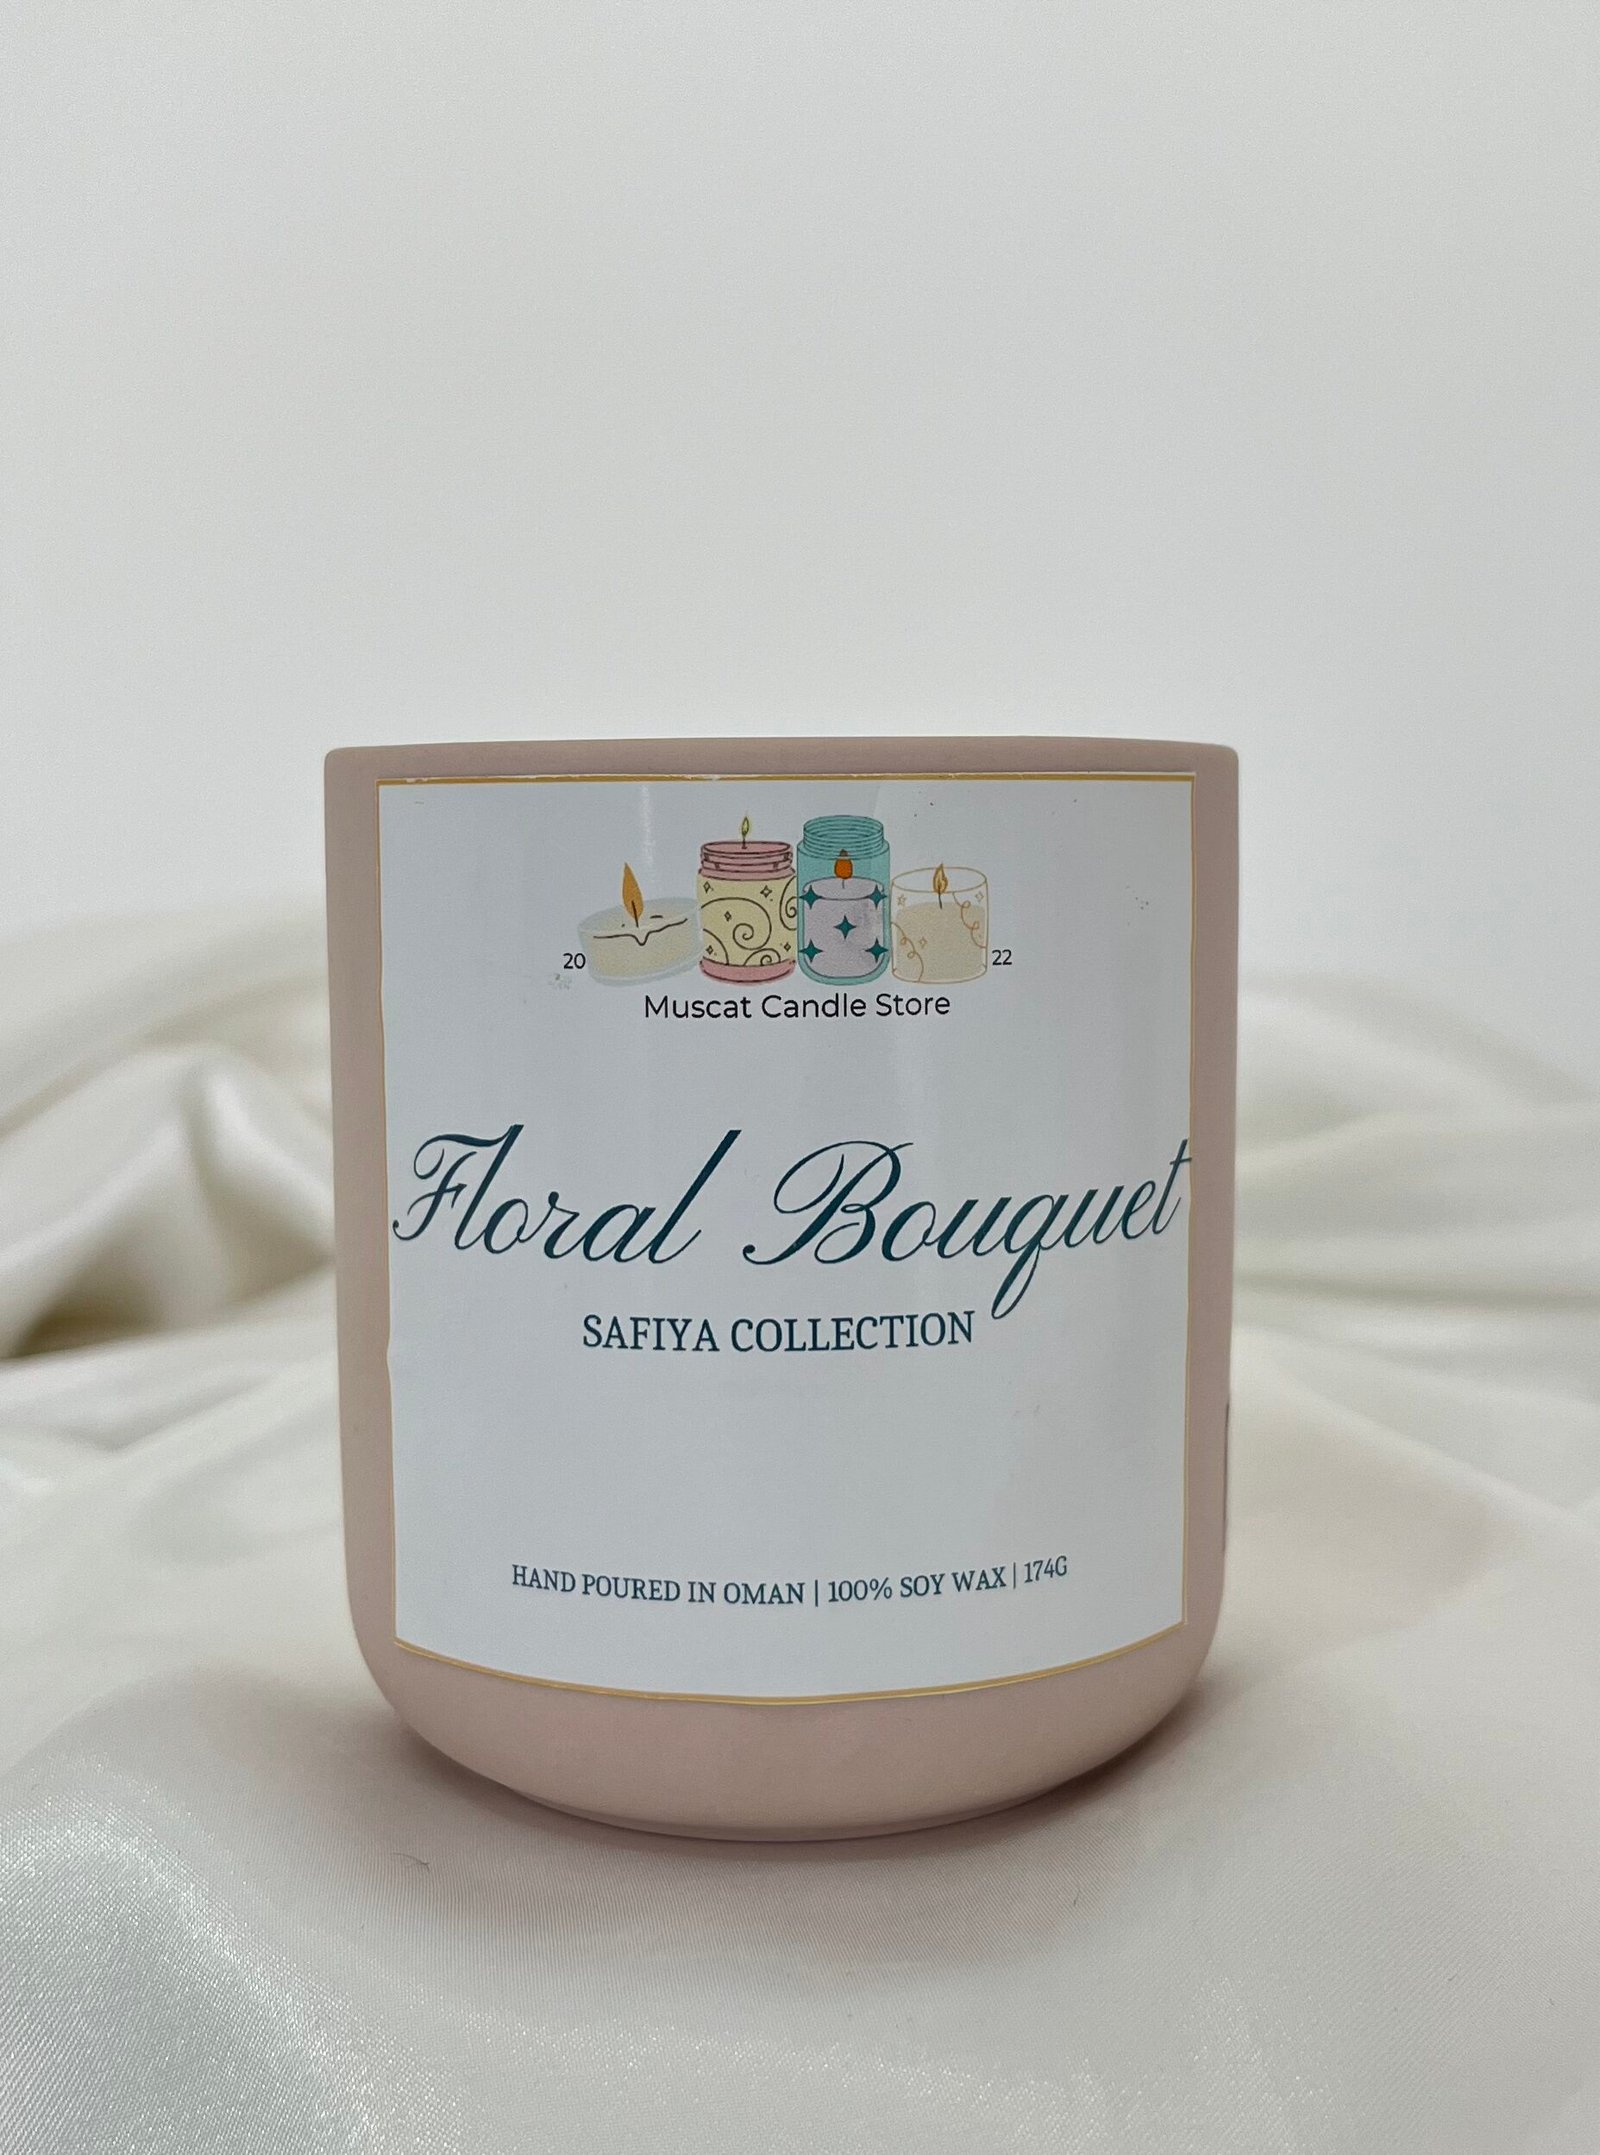 20 22
Muscat Candle Store
Floral Bouquet
SAFIYA COLLECTION
HAND POURED IN OMAN | 100% SOY WAX | 174G